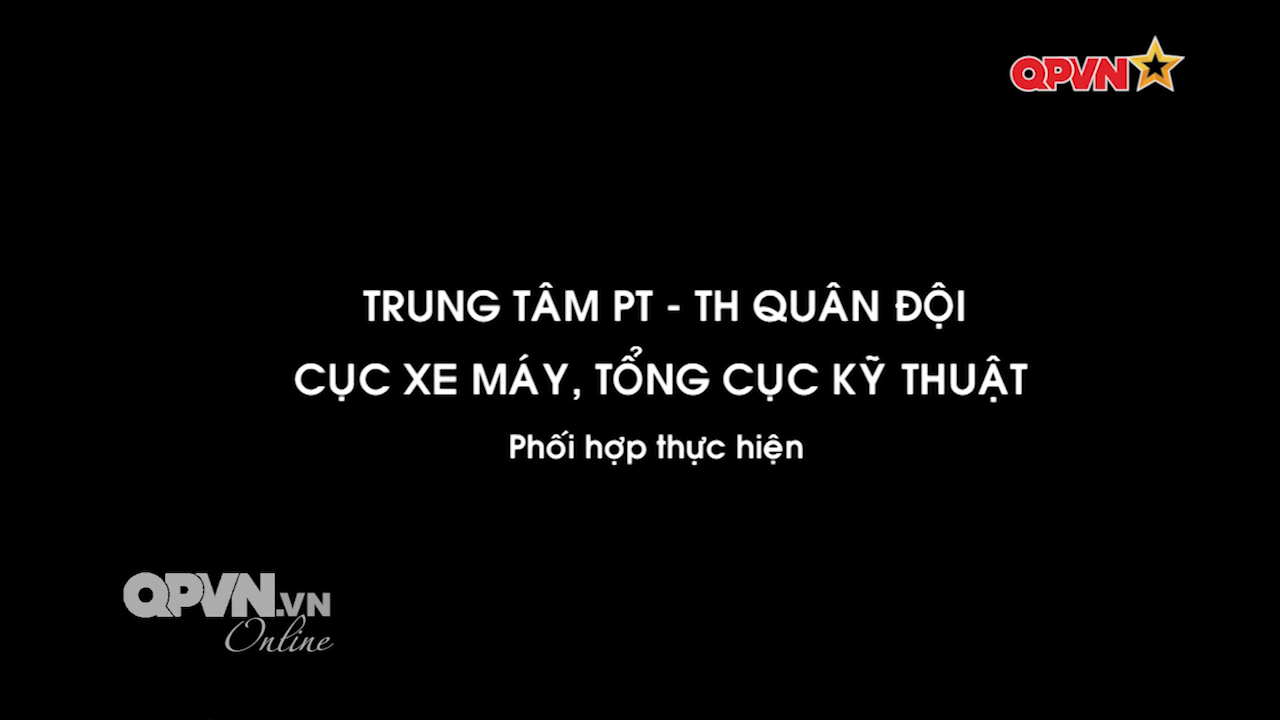 QPVN
TRUNG TÂM PT - TH QUÂN ĐỘI
CỤC XE MÁY, TỔNG CỤC KỸ THUẬT
Phối hợp thực hiện
QPVN.VN
Online